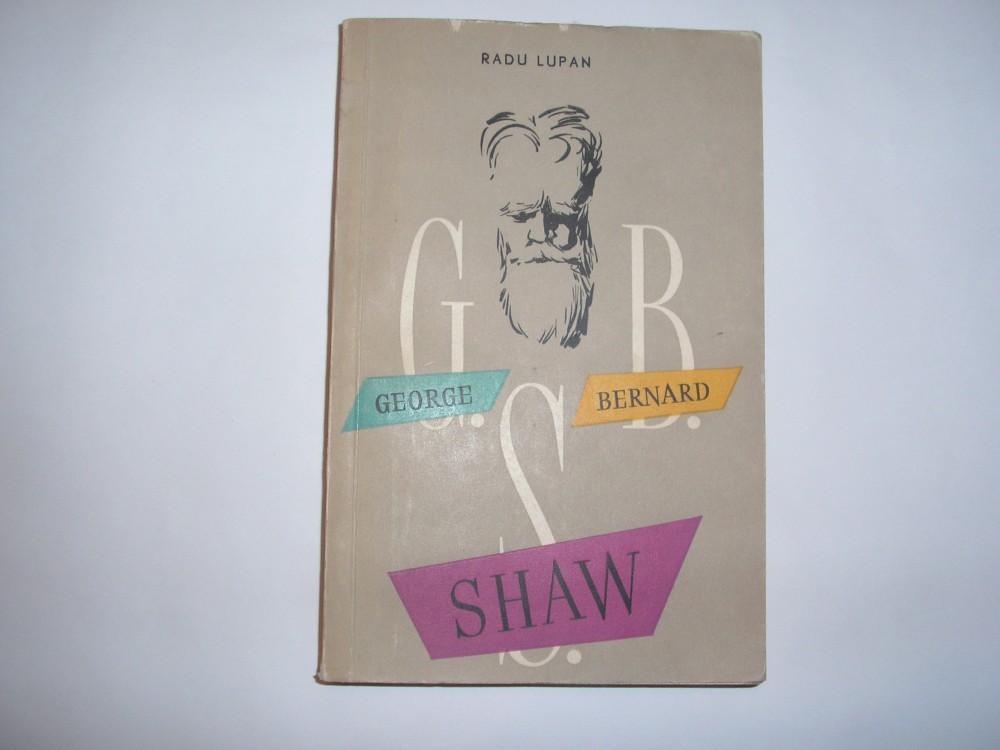 RADU LUPAN
G. B.
GEORGE BERNARD
S.
SHAW